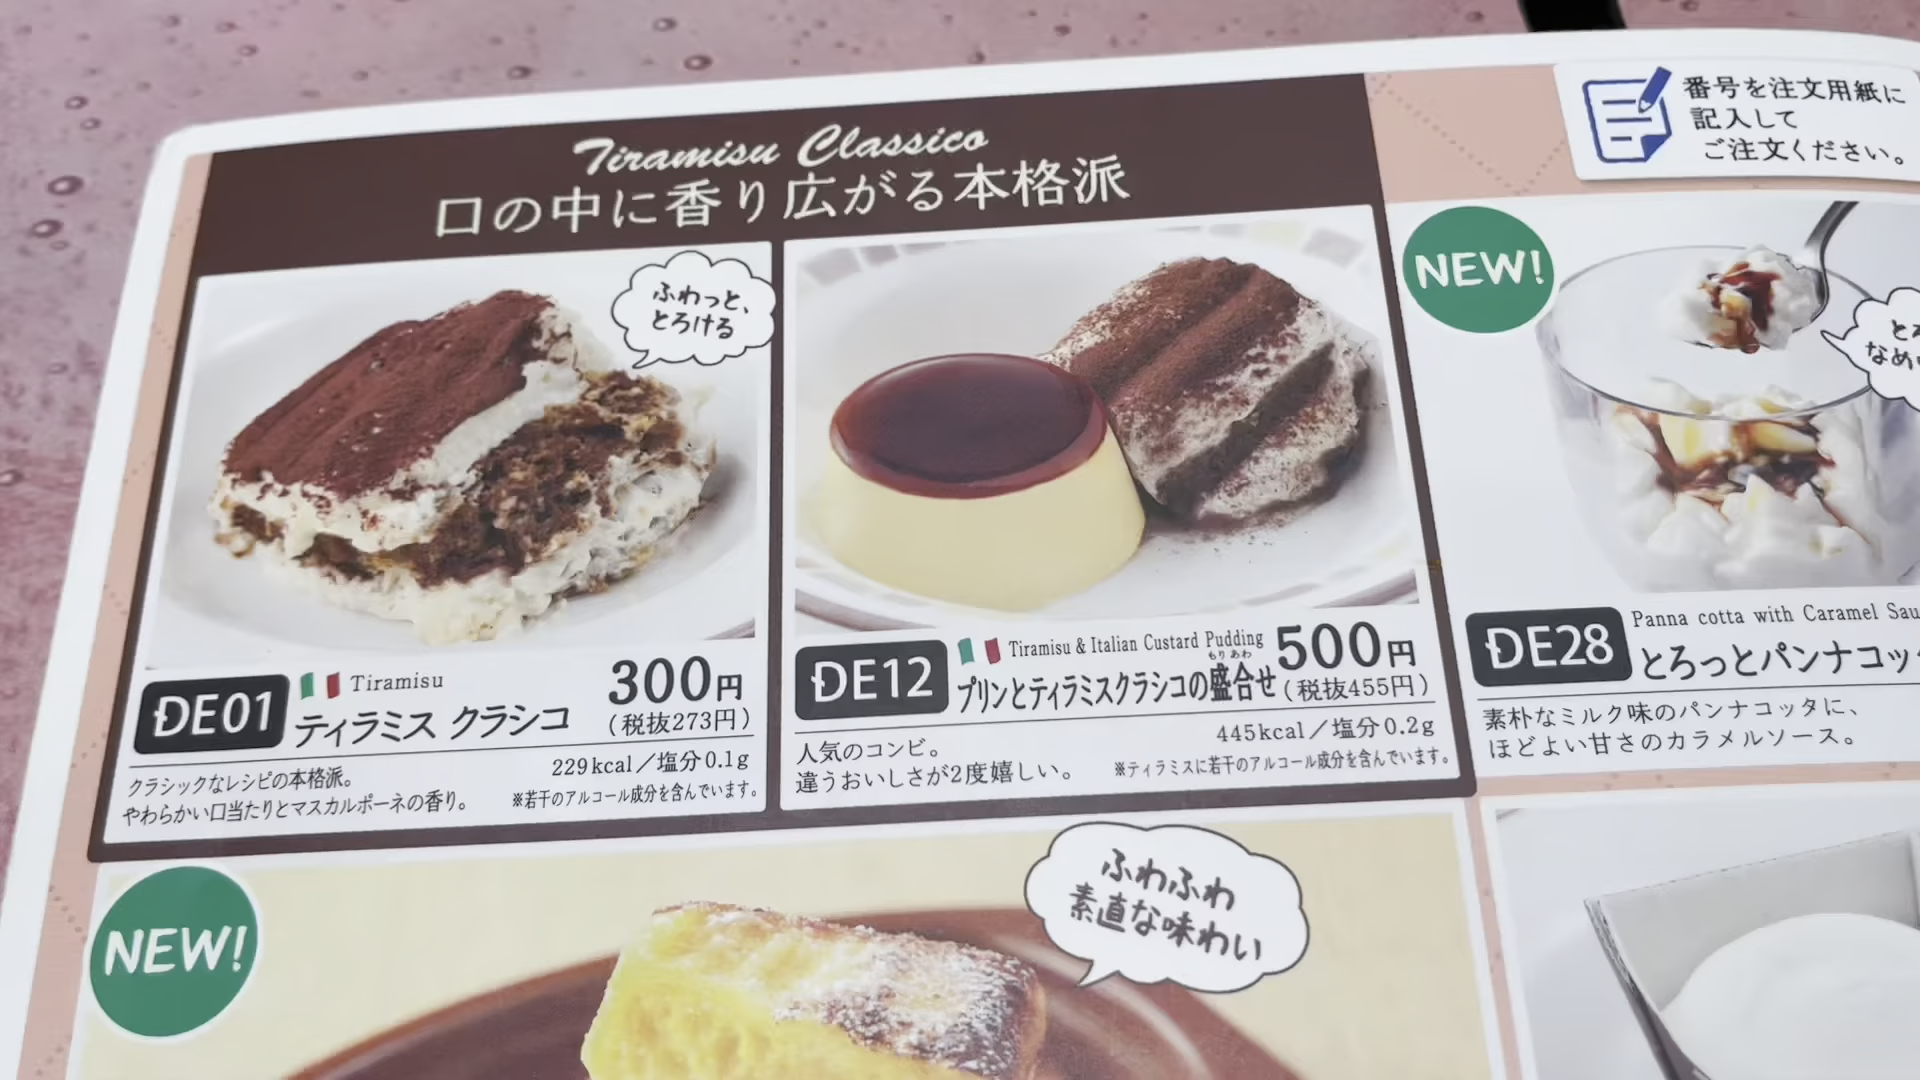 番号を注文用紙に
記入して
ご注文ください。
Tiramisu Classico
口の中に香り広がる本格派
ふわっと、
とろける
DE01
Tiramisu
ティラミス クラシコ
300円
(税抜273円)
229kcal/塩分0.1g
クラシックなレシピの本格派。
やわらかい口当たりとマスカルポーネの香り。
※若干のアルコール成分を含んでいます。
DE12
Tiramisu & Italian Custard Pudding
もりあわ
プリンとティラミスクラシコの盛合せ
500円
(税抜455円)
445kcal/塩分0.2g
人気のコンビ。
違うおいしさが2度嬉しい。
※ティラミスに若干のアルコール成分を含んでいます。
NEW!
DE28
Panna cotta with Caramel
とろっとパンナコッ
素朴なミルク味のパンナコッタに、
ほどよい甘さのカラメルソース。
NEW!
ふわふわ
素直な味わい